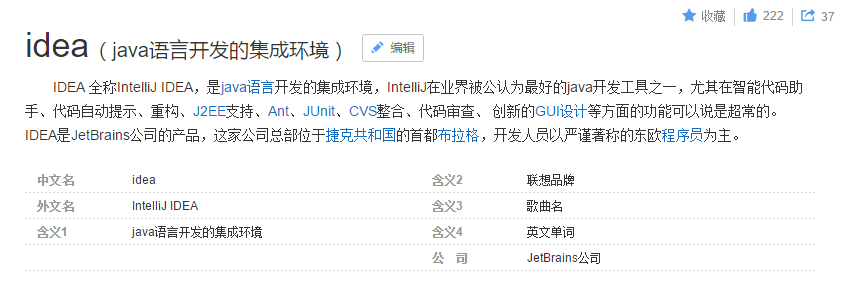 收藏 222 37
idea（java语言开发的集成环境） 编辑
IDEA 全称IntelliJ IDEA，是java语言开发的集成环境，IntelliJ在业界被公认为最好的java开发工具之一，尤其在智能代码助
手、代码自动提示、重构、J2EE支持、Ant、JUnit、CVS整合、代码审查、 创新的GUI设计等方面的功能可以说是超常的。
IDEA是JetBrains公司的产品，这家公司总部位于捷克共和国的首都布拉格，开发人员以严谨著称的东欧程序员为主。
中文名 idea 含义2 联想品牌
外文名 IntelliJ IDEA 含义3 歌曲名
含义1 java语言开发的集成环境 含义4 英文单词
公 司 JetBrains公司